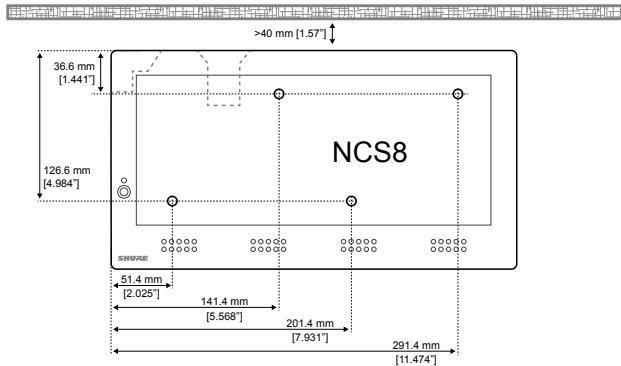 >40 mm [1.57”]
36.6 mm
[1.441”]
NCS8
126.6 mm
[4.984”]
SHURE
51.4 mm
[2.025”]
141.4 mm
[5.568”]
201.4 mm
[7.931”]
291.4 mm
[11.474”]